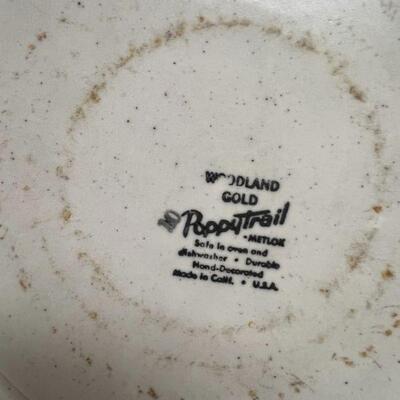 WOODLAND
GOLD
Poppytrail
· METLOX
Safe in oven and
dishwasher · Durable
Hand-Decorated
Made in Calif. · U.S.A.